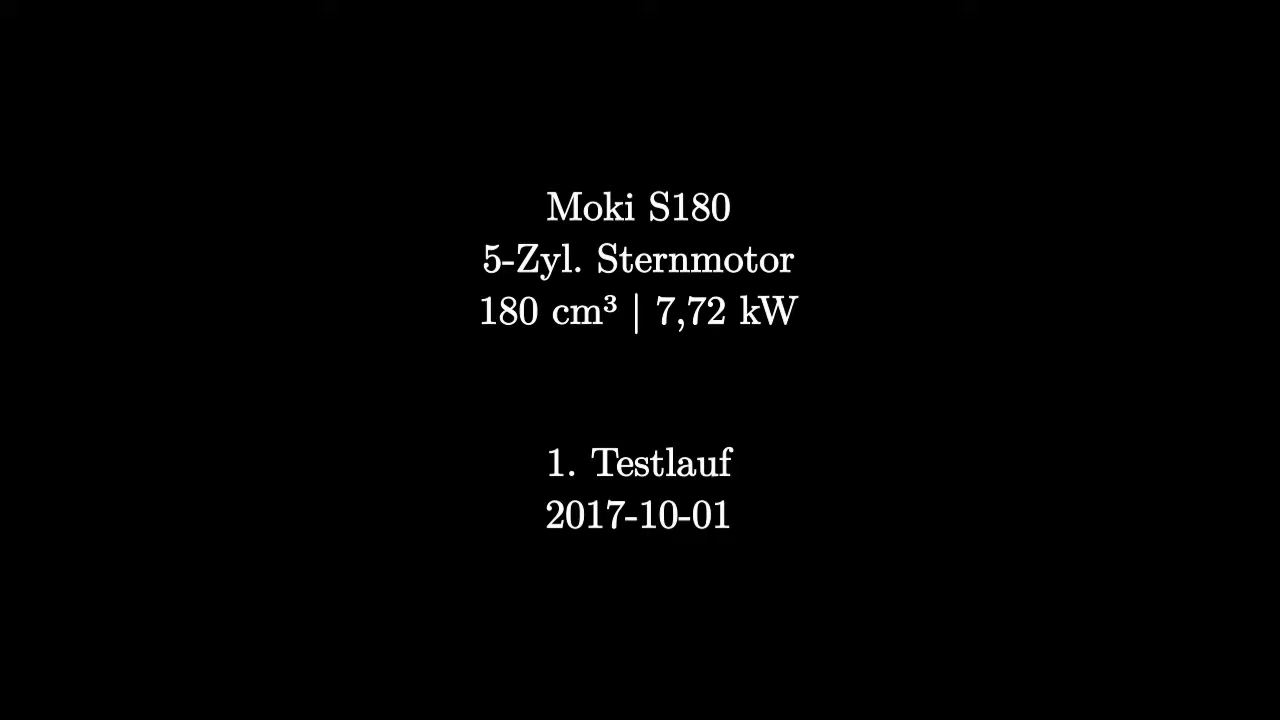 Moki S180
5-Zyl. Sternmotor
180 cm³ | 7,72 kW
1. Testlauf
2017-10-01